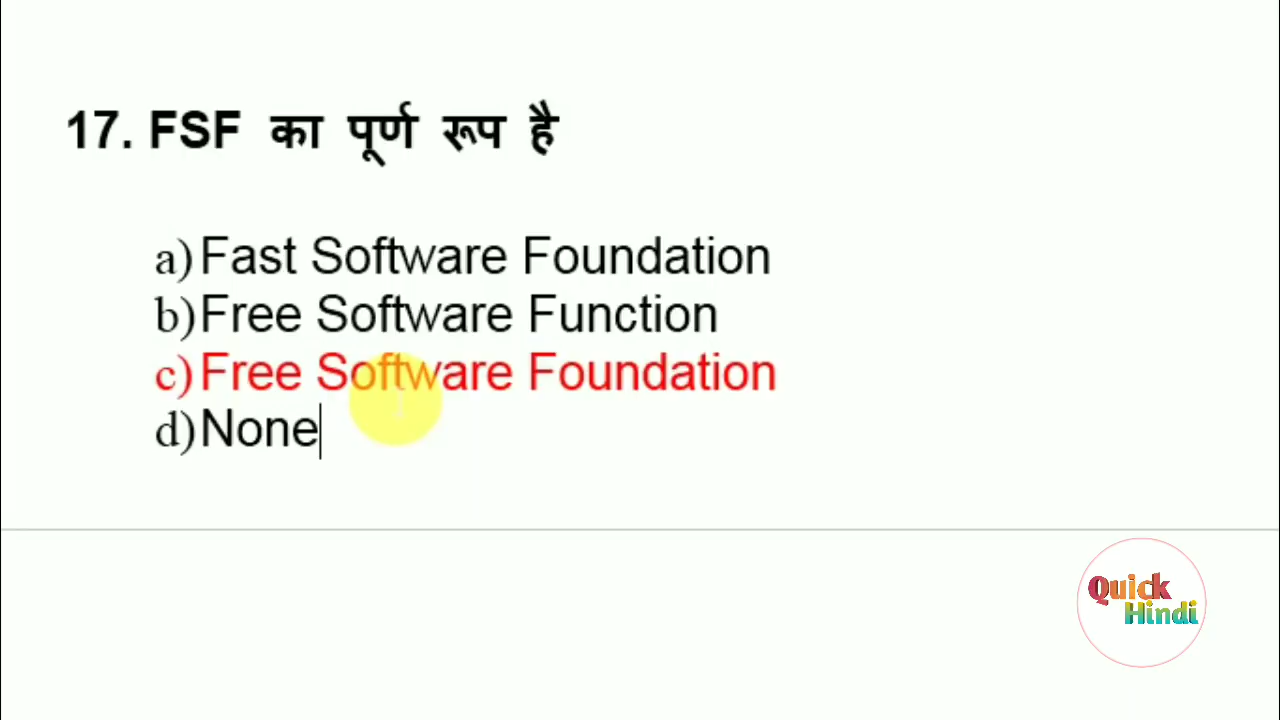 17. FSF का पूर्ण रूप है
a) Fast Software Foundation
b) Free Software Function
c) Free Software Foundation
d) None
Quick
Hindi